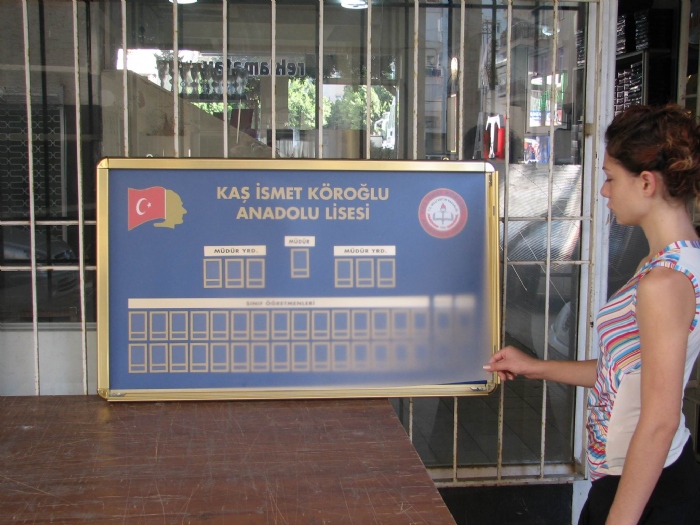 KAŞ İSMET KÖROĞLU
ANADOLU LİSESİ
MÜDÜR
MÜDÜR YRD.
MÜDÜR YRD.
SINIF ÖĞRETMENLERİ